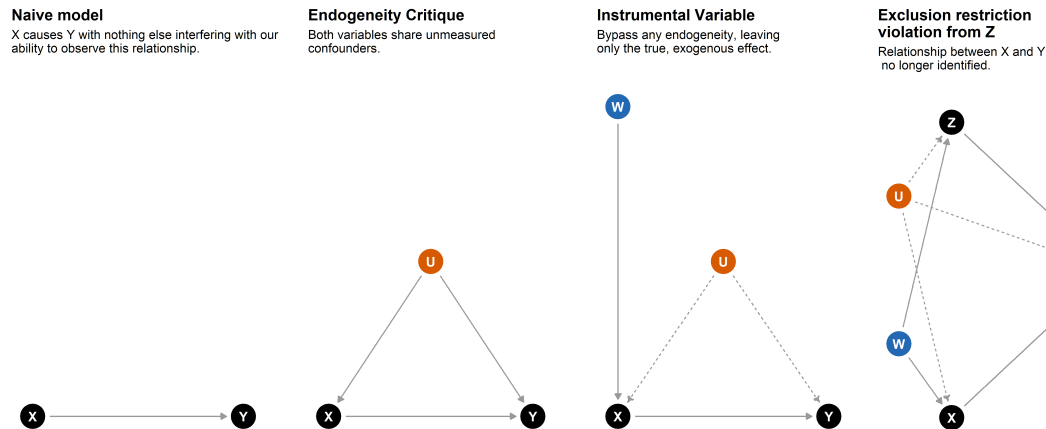 Naive model
X causes Y with nothing else interfering with our
ability to observe this relationship.
X
Y
Endogeneity Critique
Both variables share unmeasured
confounders.
U
X
Y
Instrumental Variable
Bypass any endogeneity, leaving
only the true, exogenous effect.
W
U
X
Y
Exclusion restriction
violation from Z
Relationship between X and Y
no longer identified.
Z
U
W
X